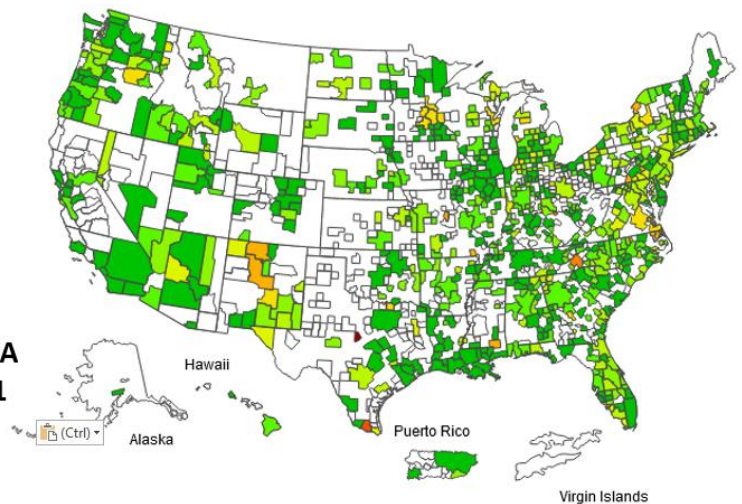 Hawaii
A
1
(Ctrl)
Alaska
Puerto Rico
Virgin Islands